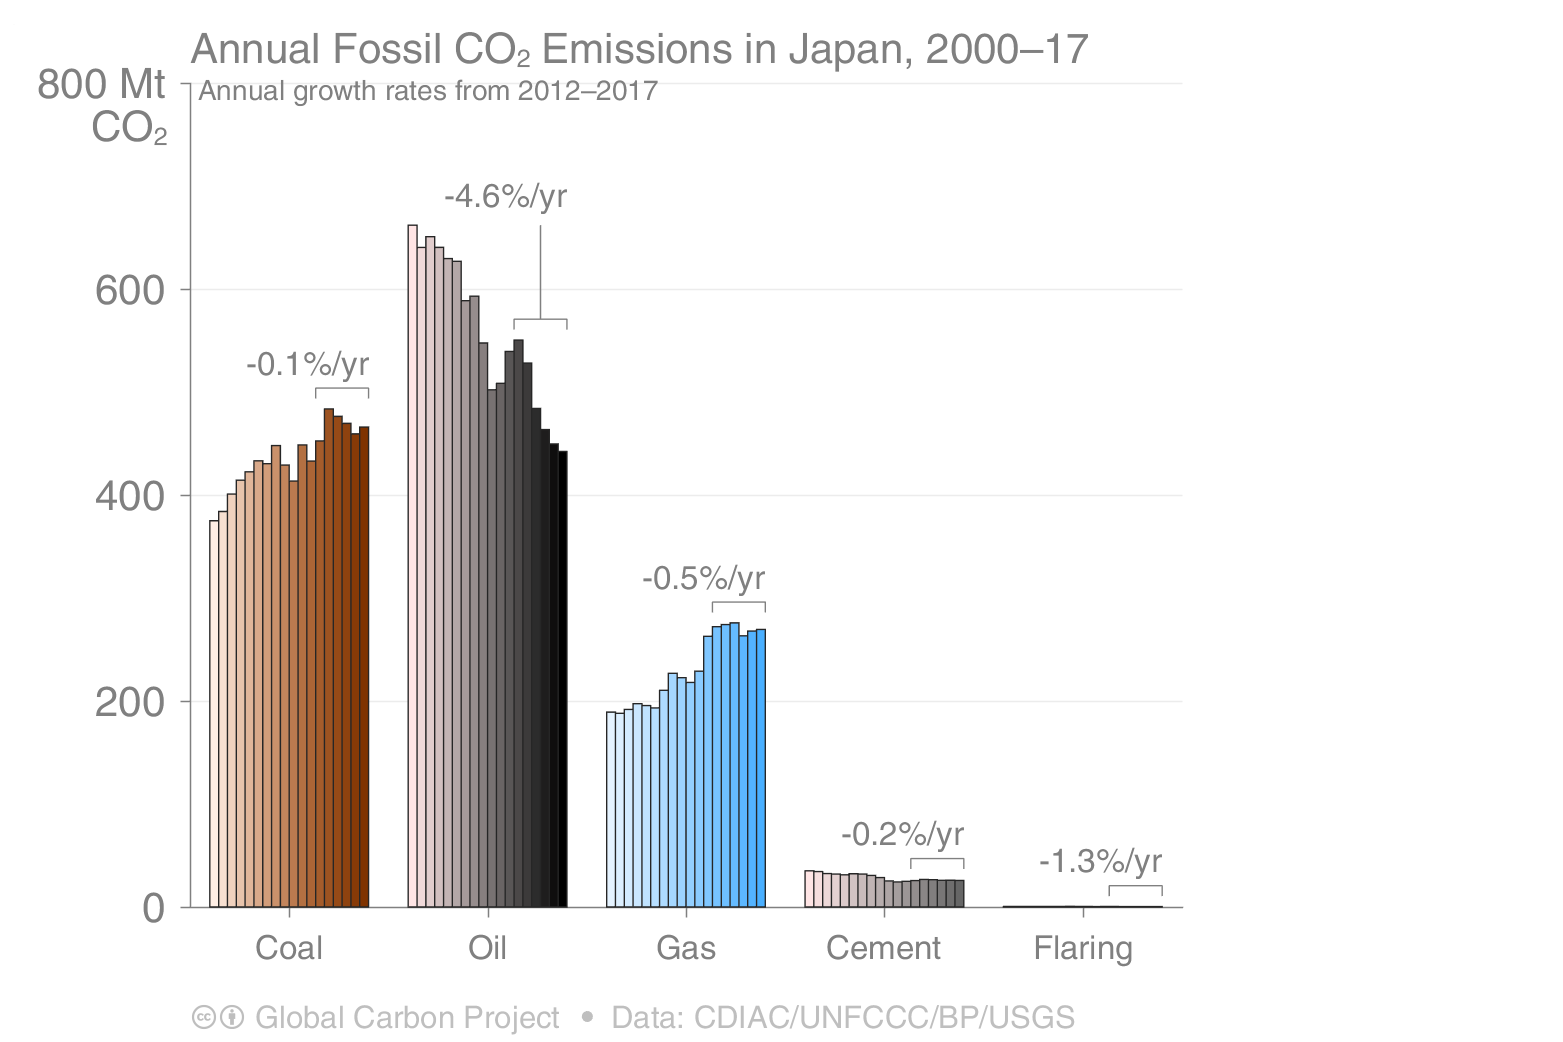 Annual Fossil CO₂ Emissions in Japan, 2000–17
Annual growth rates from 2012–2017
800 Mt
CO₂
600
400
200
0
-0.1%/yr
-4.6%/yr
-0.5%/yr
-0.2%/yr
-1.3%/yr
Coal
Oil
Gas
Cement
Flaring
cc Global Carbon Project • Data: CDIAC/UNFCCC/BP/USGS